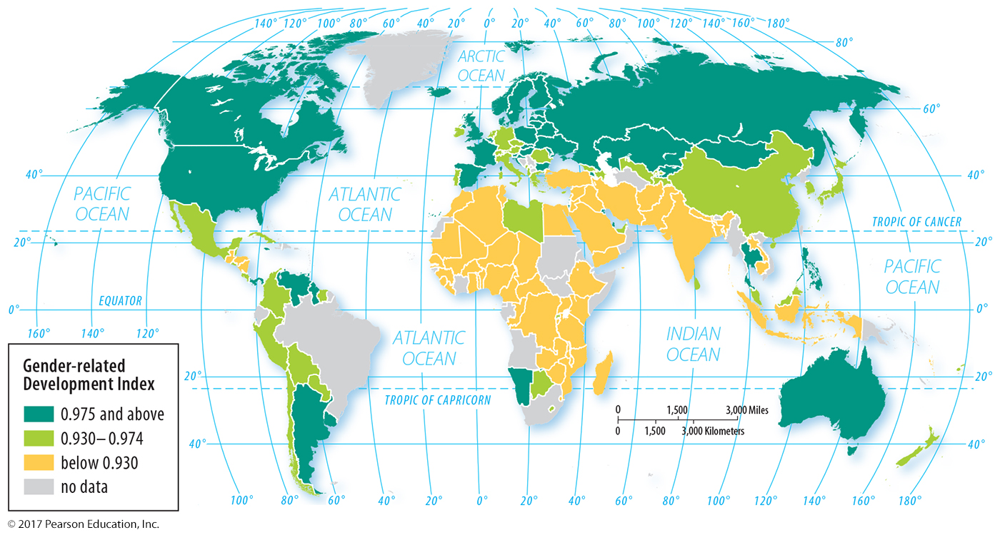 140° 120° 100° 80° 60° 40° 20° 0° 20° 40° 60° 80° 100° 120° 140° 160° 180°
80°
ARCTIC
OCEAN
60°
40°
40°
PACIFIC
OCEAN
ATLANTIC
OCEAN
TROPIC OF CANCER
20°
20°
PACIFIC
OCEAN
EQUATOR
0°
0°
160° 140° 120°
ATLANTIC
OCEAN
INDIAN
OCEAN
20°
20°
TROPIC OF CAPRICORN
0 1,500 3,000 Miles
0 1,500 3,000 Kilometers
40°
40°
Gender-related
Development Index
0.975 and above
0.930–0.974
below 0.930
no data
100° 80° 60° 40° 20° 0° 20° 40° 60° 80° 100° 120° 140° 160° 180°
© 2017 Pearson Education, Inc.